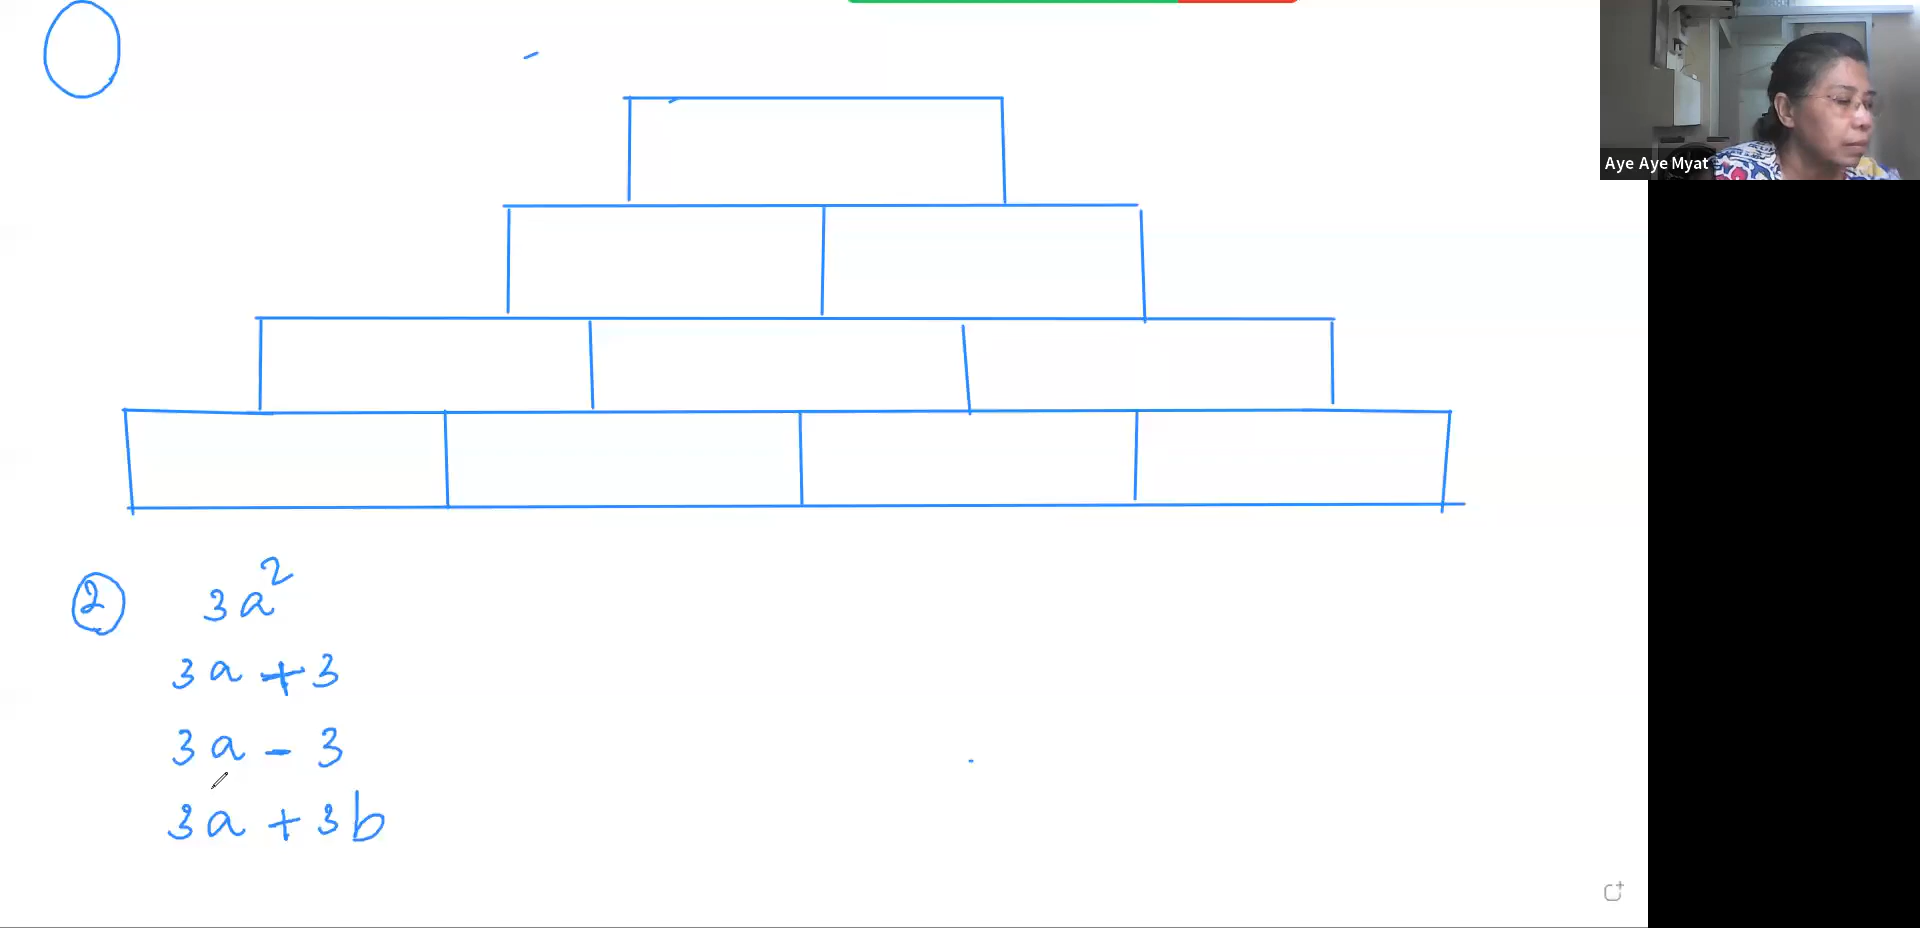 Aye Aye Myat
② 3a²
3a + 3
3a - 3
3a + 3b